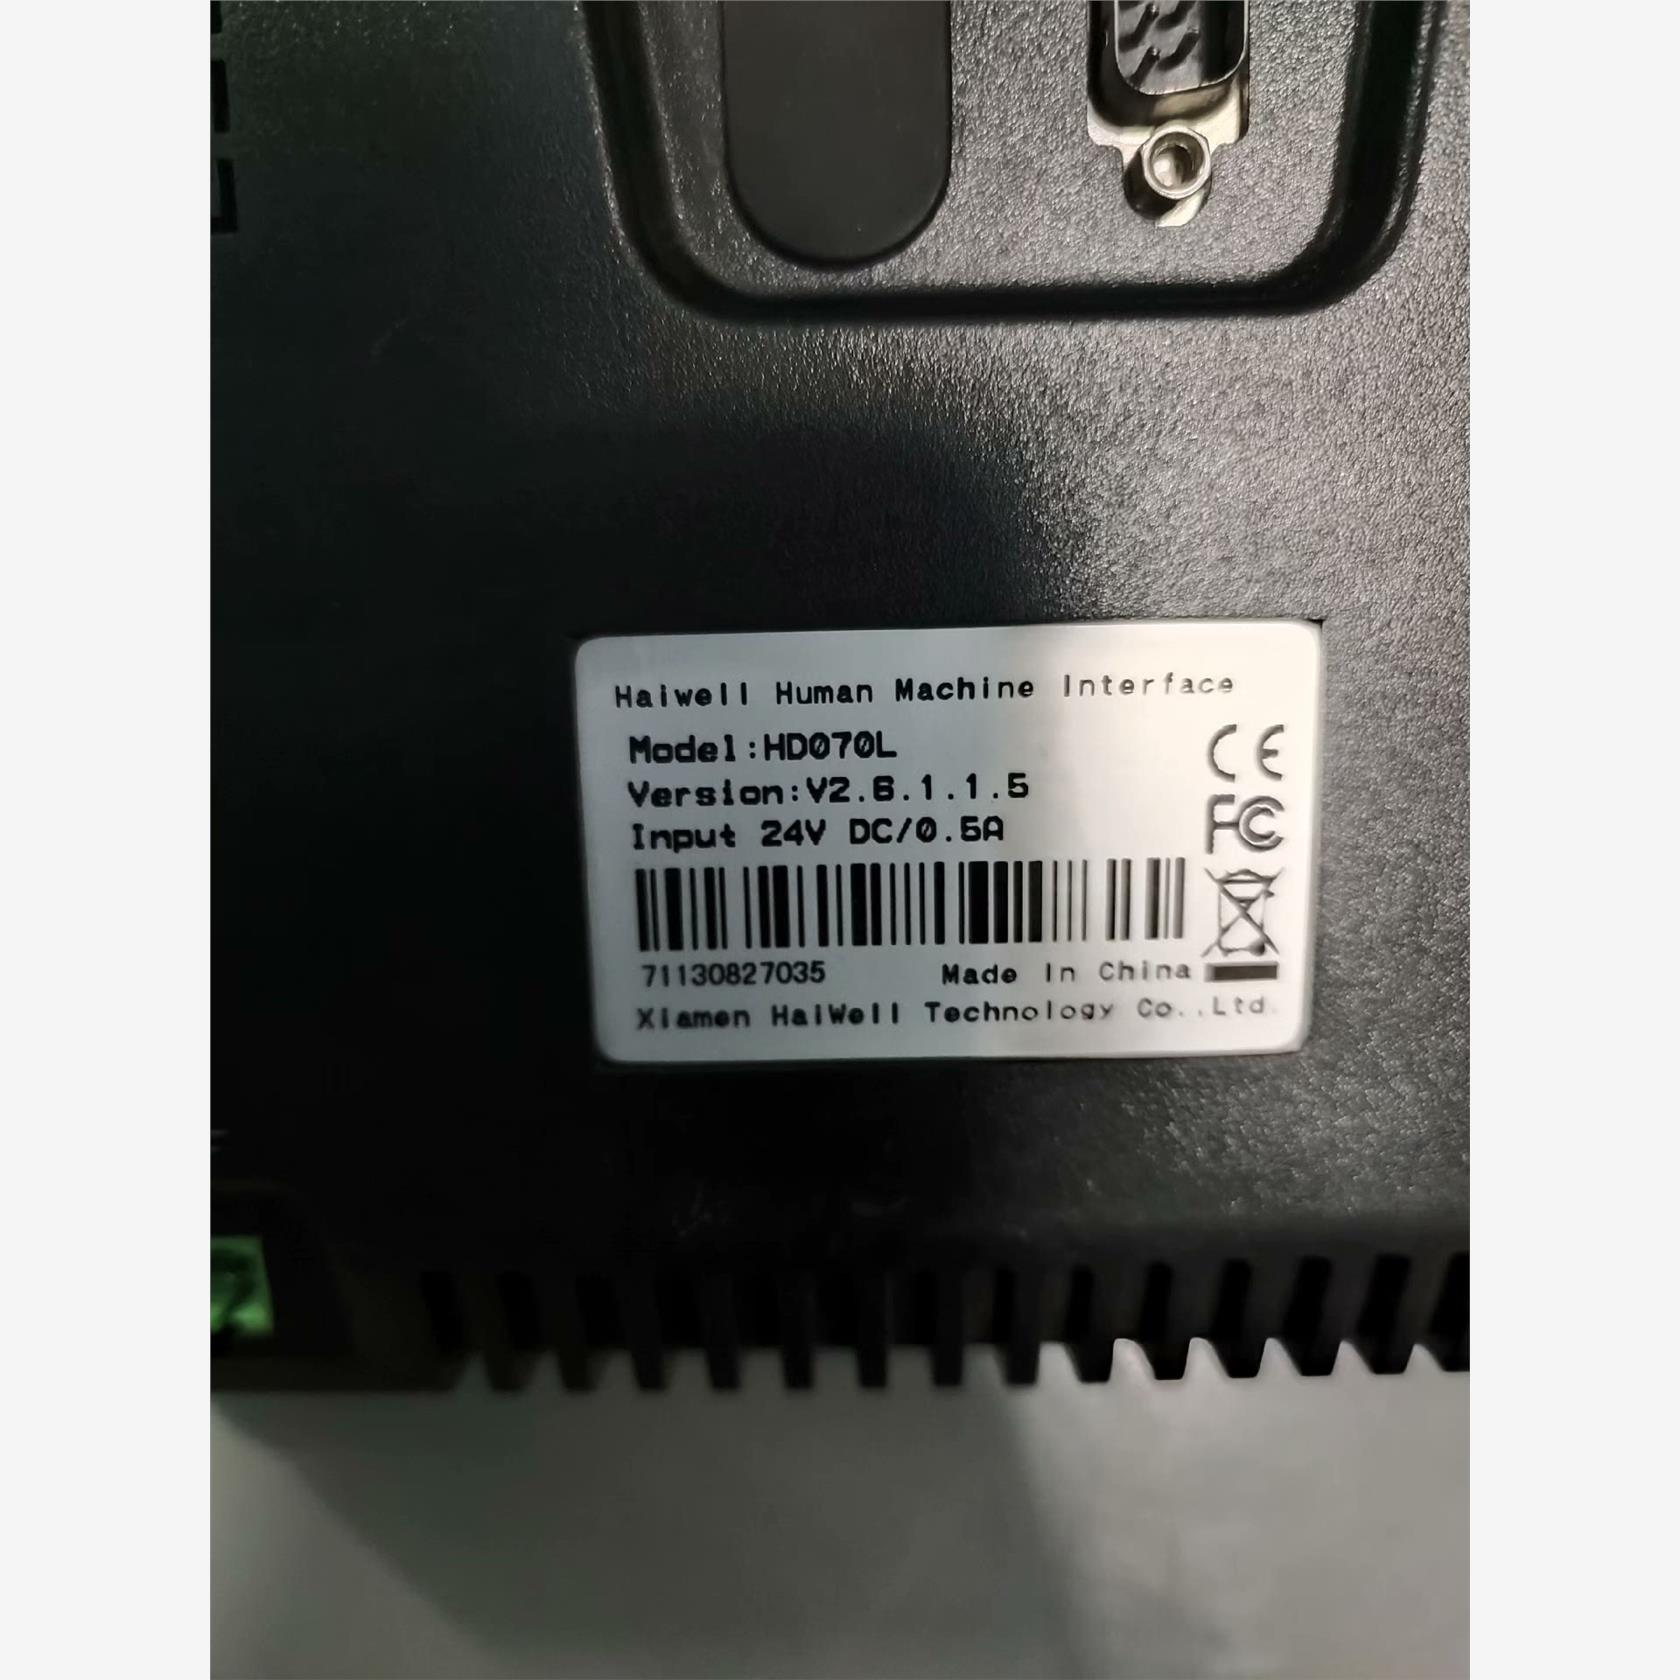 Haiwell Human Machine Interface
Model:HD070L
Version:V2.6.1.1.5
Input 24V DC/0.5A
CE
FC
71130827035 Made In China
Xiamen HaiWell Technology Co.,Ltd.